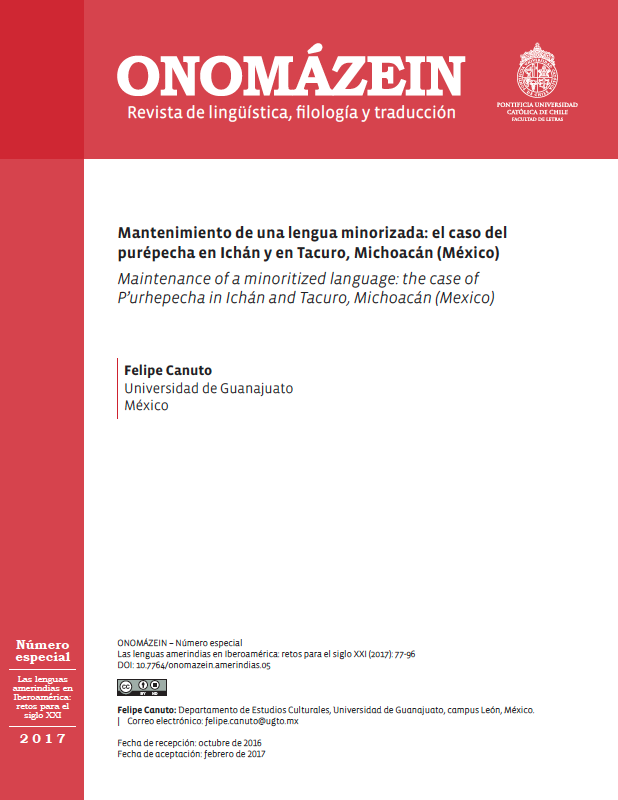 ONOMÁZEIN
Revista de lingüística, filología y traducción
PONTIFICIA UNIVERSIDAD
CATÓLICA DE CHILE
FACULTAD DE LETRAS
Mantenimiento de una lengua minorizada: el caso del
purépecha en Ichán y en Tacuro, Michoacán (México)
Maintenance of a minoritized language: the case of
P’urhepecha in Ichán and Tacuro, Michoacán (Mexico)
Felipe Canuto
Universidad de Guanajuato
México
Número
especial
Las lenguas
amerindias en
Iberoamérica:
retos para el
siglo XXI
2017
ONOMÁZEIN – Número especial
Las lenguas amerindias en Iberoamérica: retos para el siglo XXI (2017): 77-96
DOI: 10.7764/onomazein.amerindias.05
cc
BY ND
Felipe Canuto: Departamento de Estudios Culturales, Universidad de Guanajuato, campus León, México.
| Correo electrónico: felipe.canuto@ugto.mx
Fecha de recepción: octubre de 2016
Fecha de aceptación: febrero de 2017